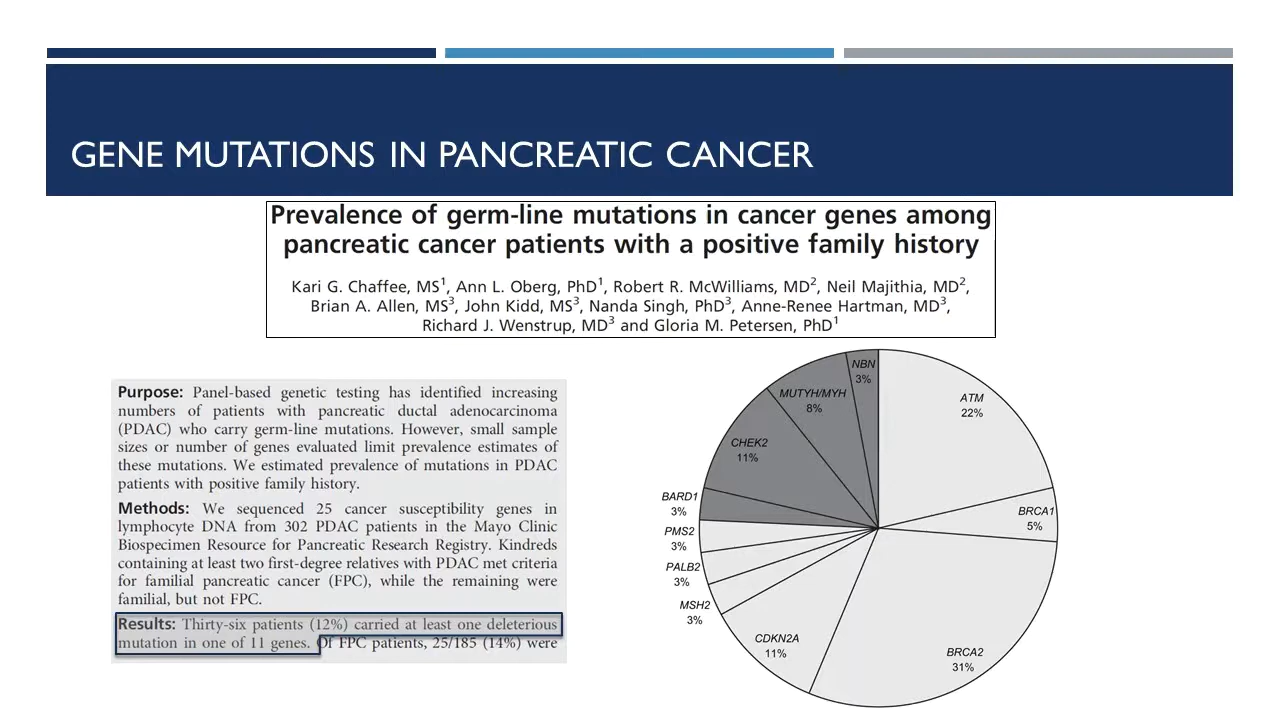 GENE MUTATIONS IN PANCREATIC CANCER
Prevalence of germ-line mutations in cancer genes among
pancreatic cancer patients with a positive family history
Kari G. Chaffee, MS1, Ann L. Oberg, PhD1, Robert R. McWilliams, MD2, Neil Majithia, MD2,
Brian A. Allen, MS3, John Kidd, MS3, Nanda Singh, PhD3, Anne-Renee Hartman, MD3,
Richard J. Wenstrup, MD3 and Gloria M. Petersen, PhD1
Purpose: Panel-based genetic testing has identified increasing
numbers of patients with pancreatic ductal adenocarcinoma
(PDAC) who carry germ-line mutations. However, small sample
sizes or number of genes evaluated limit prevalence estimates of
these mutations. We estimated prevalence of mutations in PDAC
patients with positive family history.
Methods: We sequenced 25 cancer susceptibility genes in
lymphocyte DNA from 302 PDAC patients in the Mayo Clinic
Biospecimen Resource for Pancreatic Research Registry. Kindreds
containing at least two first-degree relatives with PDAC met criteria
for familial pancreatic cancer (FPC), while the remaining were
familial, but not FPC.
Results: Thirty-six patients (12%) carried at least one deleterious
mutation in one of 11 genes. Of FPC patients, 25/185 (14%) were
NBN
3%
MUTYH/MYH
8%
ATM
22%
CHEK2
11%
BARD1
3%
BRCA1
5%
PMS2
3%
PALB2
3%
MSH2
3%
CDKN2A
11%
BRCA2
31%